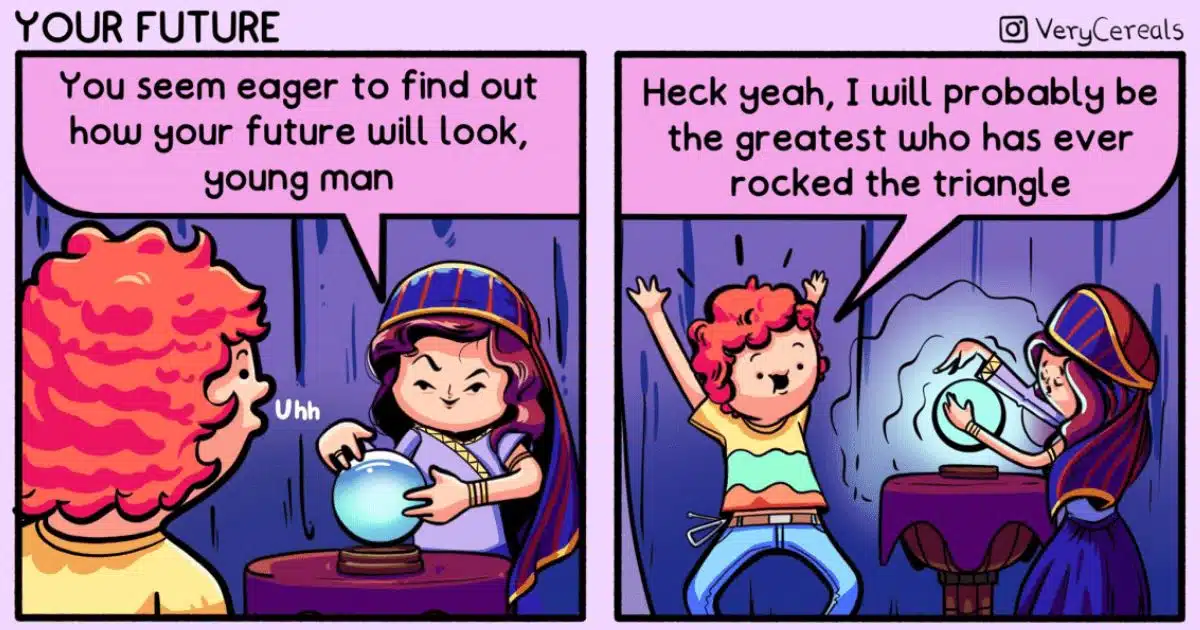 YOUR FUTURE
VeryCereals
You seem eager to find out
how your future will look,
young man
Uhh
Heck yeah, I will probably be
the greatest who has ever
rocked the triangle